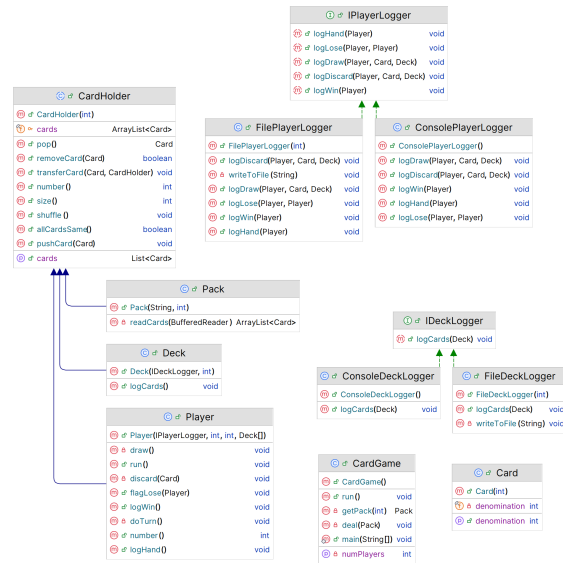 IPlayerLogger
logHand(Player) void
logLose(Player, Player) void
logDraw(Player, Card, Deck) void
logDiscard(Player, Card, Deck) void
logWin(Player) void
CardHolder
CardHolder(int)
cards ArrayList<Card>
pop() Card
removeCard(Card) boolean
transferCard(Card, CardHolder) void
number() int
size() int
shuffle() void
allCardsSame() boolean
pushCard(Card) void
cards List<Card>
FilePlayerLogger
FilePlayerLogger(int)
logDiscard(Player, Card, Deck) void
writeToFile(String) void
logDraw(Player, Card, Deck) void
logLose(Player, Player) void
logWin(Player) void
logHand(Player) void
ConsolePlayerLogger
ConsolePlayerLogger()
logDraw(Player, Card, Deck) void
logDiscard(Player, Card, Deck) void
logWin(Player) void
logHand(Player) void
logLose(Player, Player) void
Pack
Pack(String, int)
readCards(BufferedReader) ArrayList<Card>
Deck
Deck(IDeckLogger, int)
logCards() void
Player
Player(IPlayerLogger, int, int, Deck[])
draw() void
run() void
discard(Card) void
flagLose(Player) void
logWin() void
doTurn() void
number() int
logHand() void
IDeckLogger
logCards(Deck) void
ConsoleDeckLogger
ConsoleDeckLogger()
logCards(Deck) void
FileDeckLogger
FileDeckLogger(int)
logCards(Deck) void
writeToFile(String) void
CardGame
CardGame()
run() void
getPack(int) Pack
deal(Pack) void
main(String[]) void
numPlayers int
Card
Card(int)
denomination int
denomination int